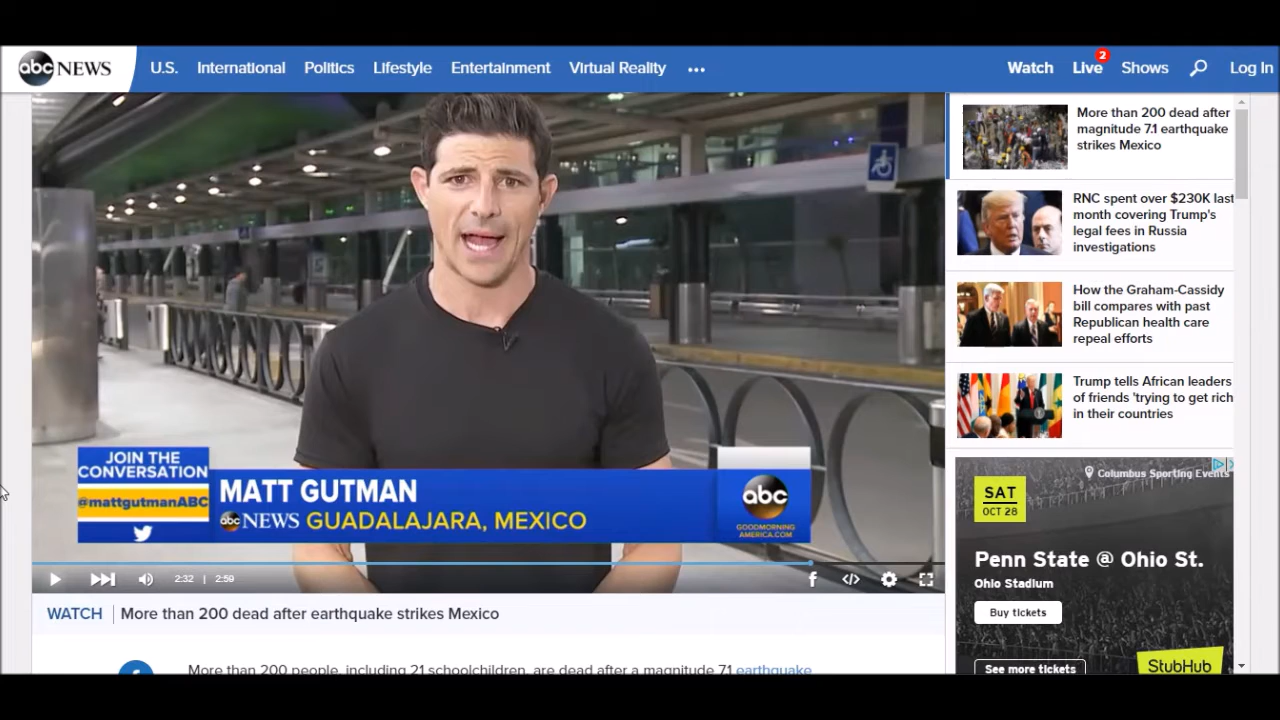 abc NEWS
U.S. International Politics Lifestyle Entertainment Virtual Reality ...
Watch Live 2 Shows Log In
JOIN THE
CONVERSATION
@mattgutmanABC
MATT GUTMAN
abc NEWS GUADALAJARA, MEXICO
abc
GOODMORNING
AMERICA.COM
2:32 | 2:59
WATCH | More than 200 dead after earthquake strikes Mexico
More than 200 people, including 21 schoolchildren, are dead after a magnitude 7.1 earthquake
More than 200 dead after
magnitude 7.1 earthquake
strikes Mexico
RNC spent over $230K last
month covering Trump's
legal fees in Russia
investigations
How the Graham-Cassidy
bill compares with past
Republican health care
repeal efforts
Trump tells African leaders
of friends 'trying to get rich
in their countries
Columbus Sporting Events
SAT
OCT 28
Penn State @ Ohio St.
Ohio Stadium
Buy tickets
See more tickets
StubHub